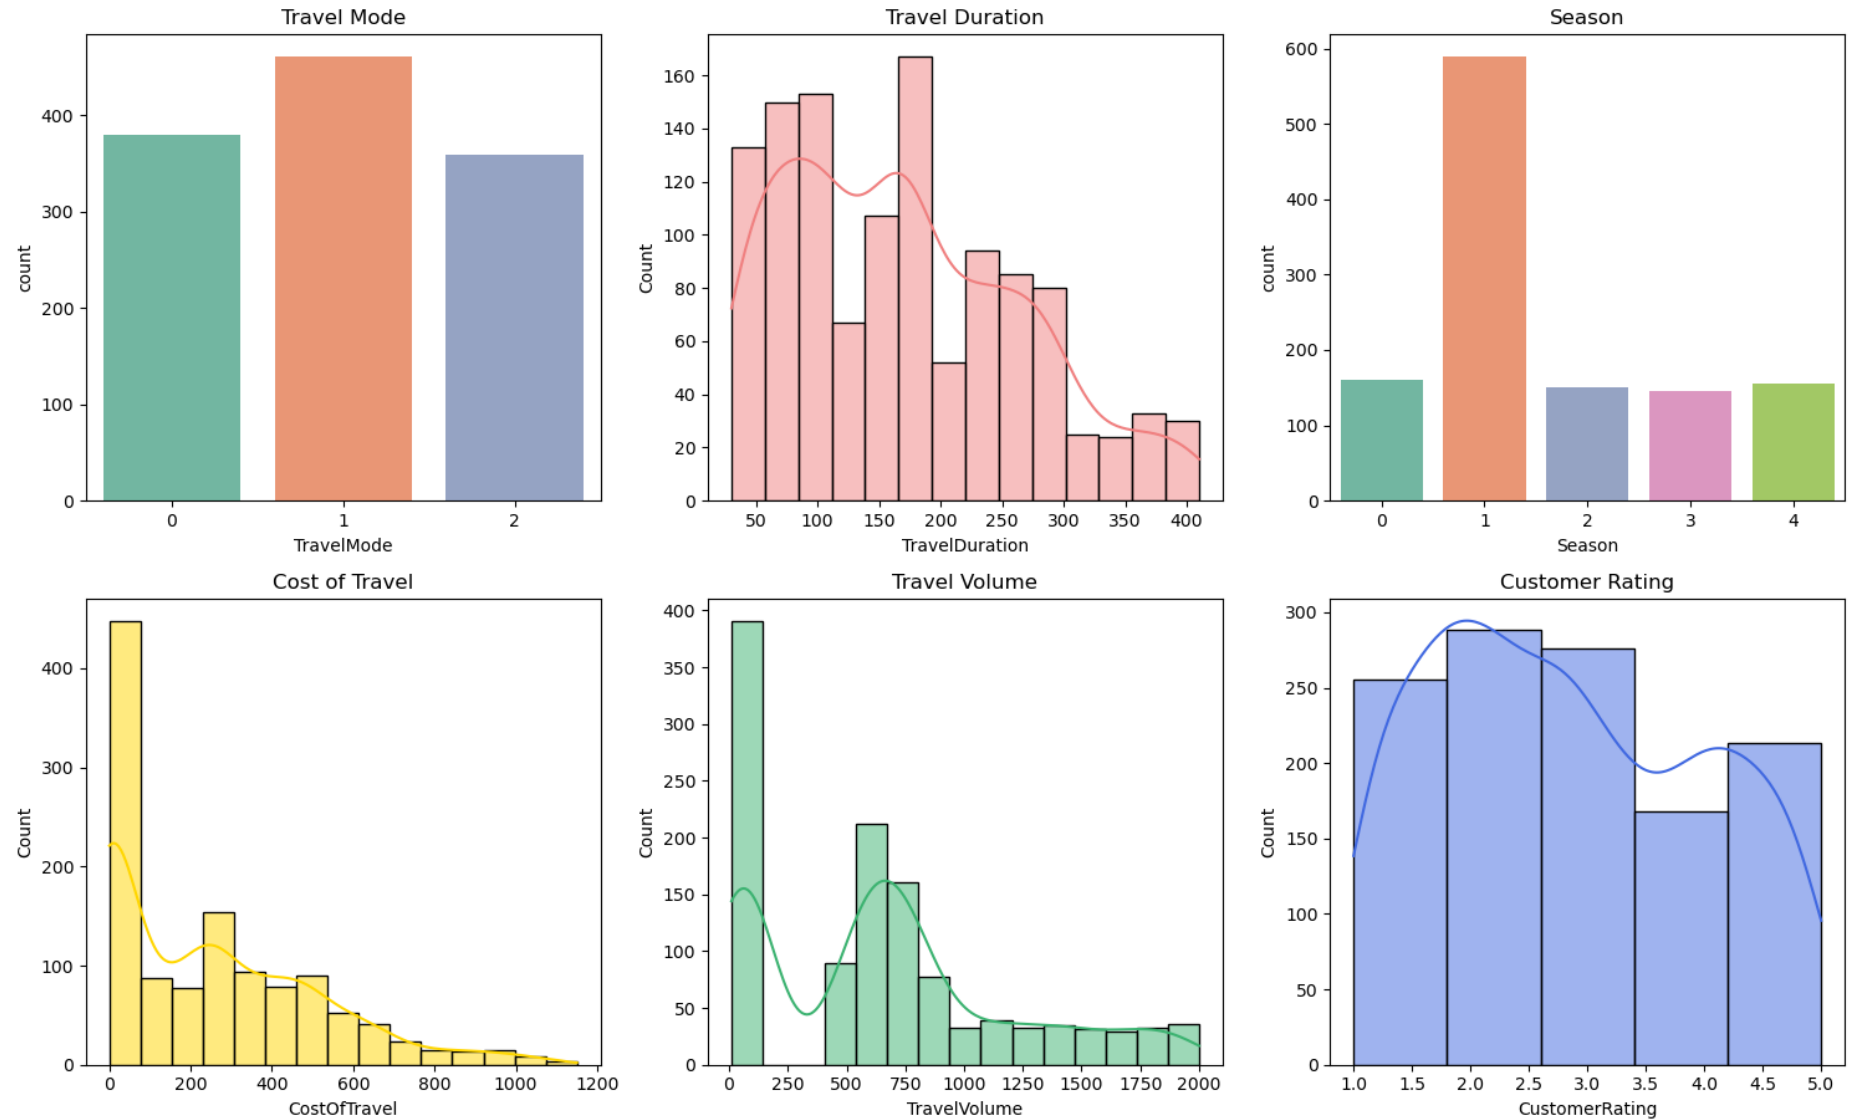 Travel Mode
count
400
300
200
100
0
0 1 2
TravelMode
Travel Duration
Count
160
140
120
100
80
60
40
20
0
50 100 150 200 250 300 350 400
TravelDuration
Season
count
600
500
400
300
200
100
0
0 1 2 3 4
Season
Cost of Travel
Count
400
300
200
100
0
0 200 400 600 800 1000 1200
CostOfTravel
Travel Volume
Count
400
350
300
250
200
150
100
50
0
0 250 500 750 1000 1250 1500 1750 2000
TravelVolume
Customer Rating
Count
300
250
200
150
100
50
0
1.0 1.5 2.0 2.5 3.0 3.5 4.0 4.5 5.0
CustomerRating